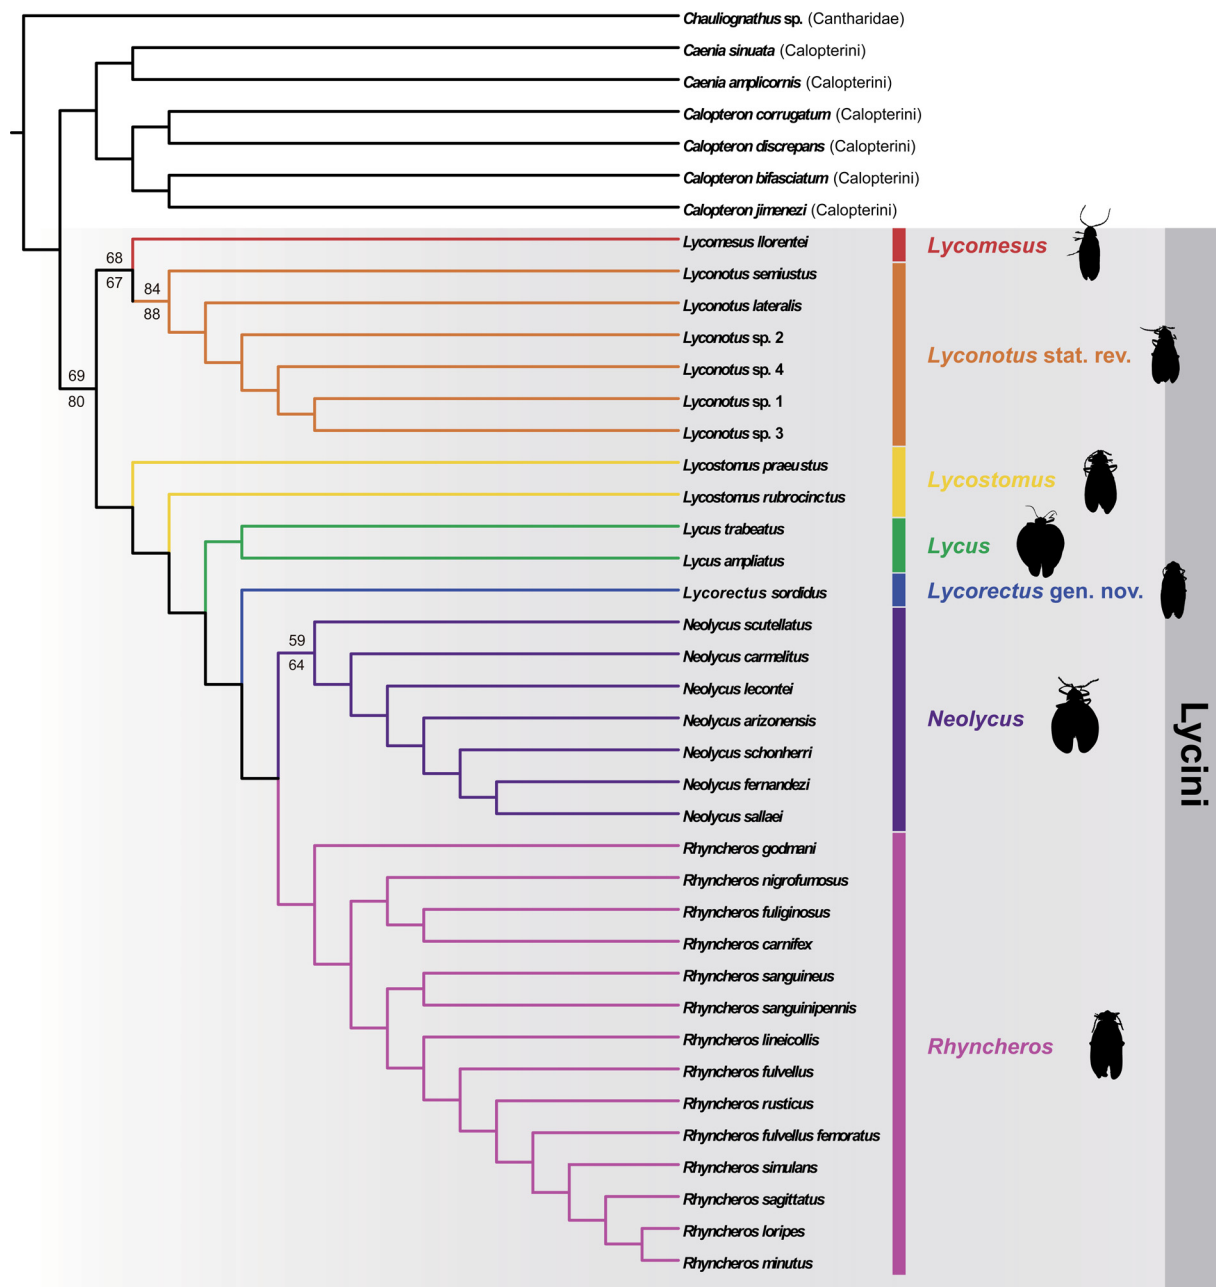 Chauliognathus sp. (Cantharidae)
Caenia sinuata (Calopterini)
Caenia amplicornis (Calopterini)
Calopteron corrugatum (Calopterini)
Calopteron discrepans (Calopterini)
Calopteron bifasciatum (Calopterini)
Calopteron jimenezi (Calopterini)
Lycomesus llorentei
Lycomesus
68
67
Lyconotus semiustus
84
88
Lyconotus lateralis
Lyconotus sp. 2
Lyconotus stat. rev.
Lyconotus sp. 4
69
80
Lyconotus sp. 1
Lyconotus sp. 3
Lycostomus praeustus
Lycostomus
Lycostomus rubrocinctus
Lycus trabeatus
Lycus
Lycus ampliatus
Lycorectus sordidus
Lycorectus gen. nov.
Neolycus scutellatus
59
64
Neolycus carmelitus
Neolycus lecontei
Neolycus arizonensis
Neolycus
Neolycus schonherri
Lycini
Neolycus fernandezi
Neolycus sallaei
Rhyncheros godmani
Rhyncheros nigrofumosus
Rhyncheros fuliginosus
Rhyncheros carnifex
Rhyncheros sanguineus
Rhyncheros sanguinipennis
Rhyncheros lineicollis
Rhyncheros
Rhyncheros fulvellus
Rhyncheros rusticus
Rhyncheros fulvellus femoratus
Rhyncheros simulans
Rhyncheros sagittatus
Rhyncheros loripes
Rhyncheros minutus